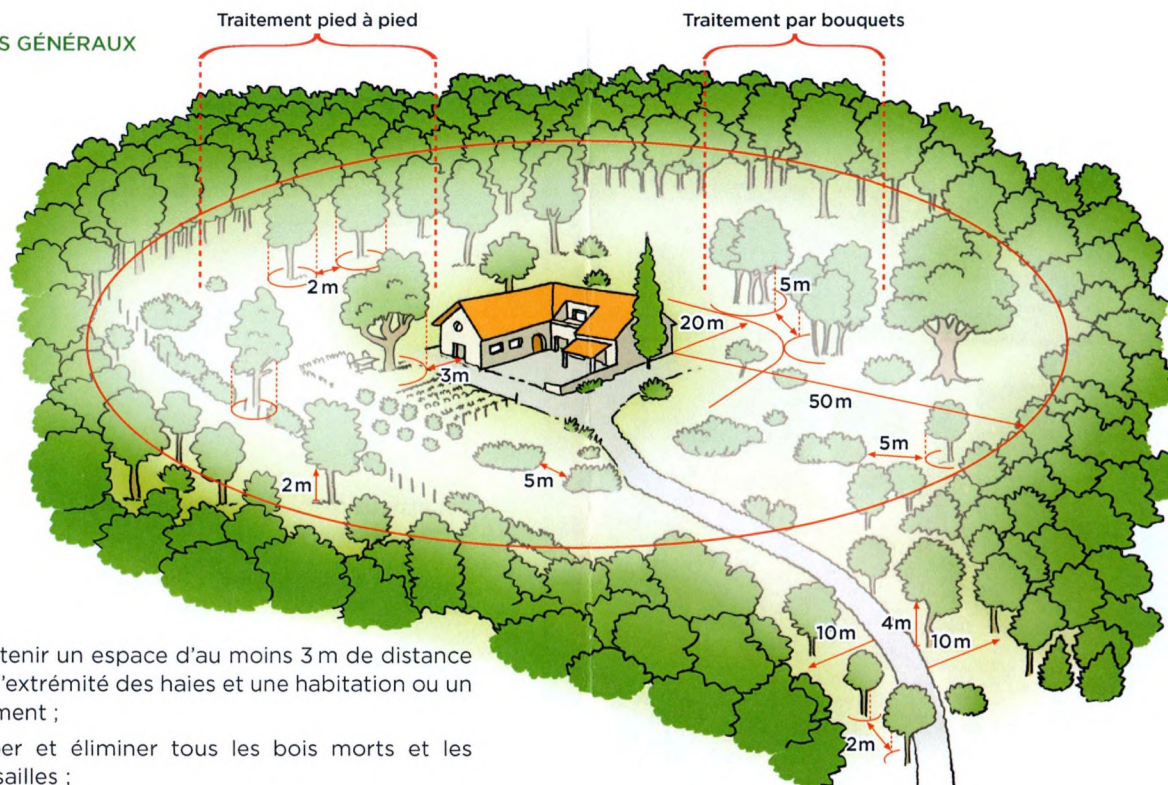 Traitement pied à pied
Traitement par bouquets
S GÉNÉRAUX
5m
2m
20m
3m
50m
5m
5m
2m
4m
10m
10m
2m
tenir un espace d'au moins 3 m de distance
l'extrémité des haies et une habitation ou un
ment ;
er et éliminer tous les bois morts et les
sailles ;